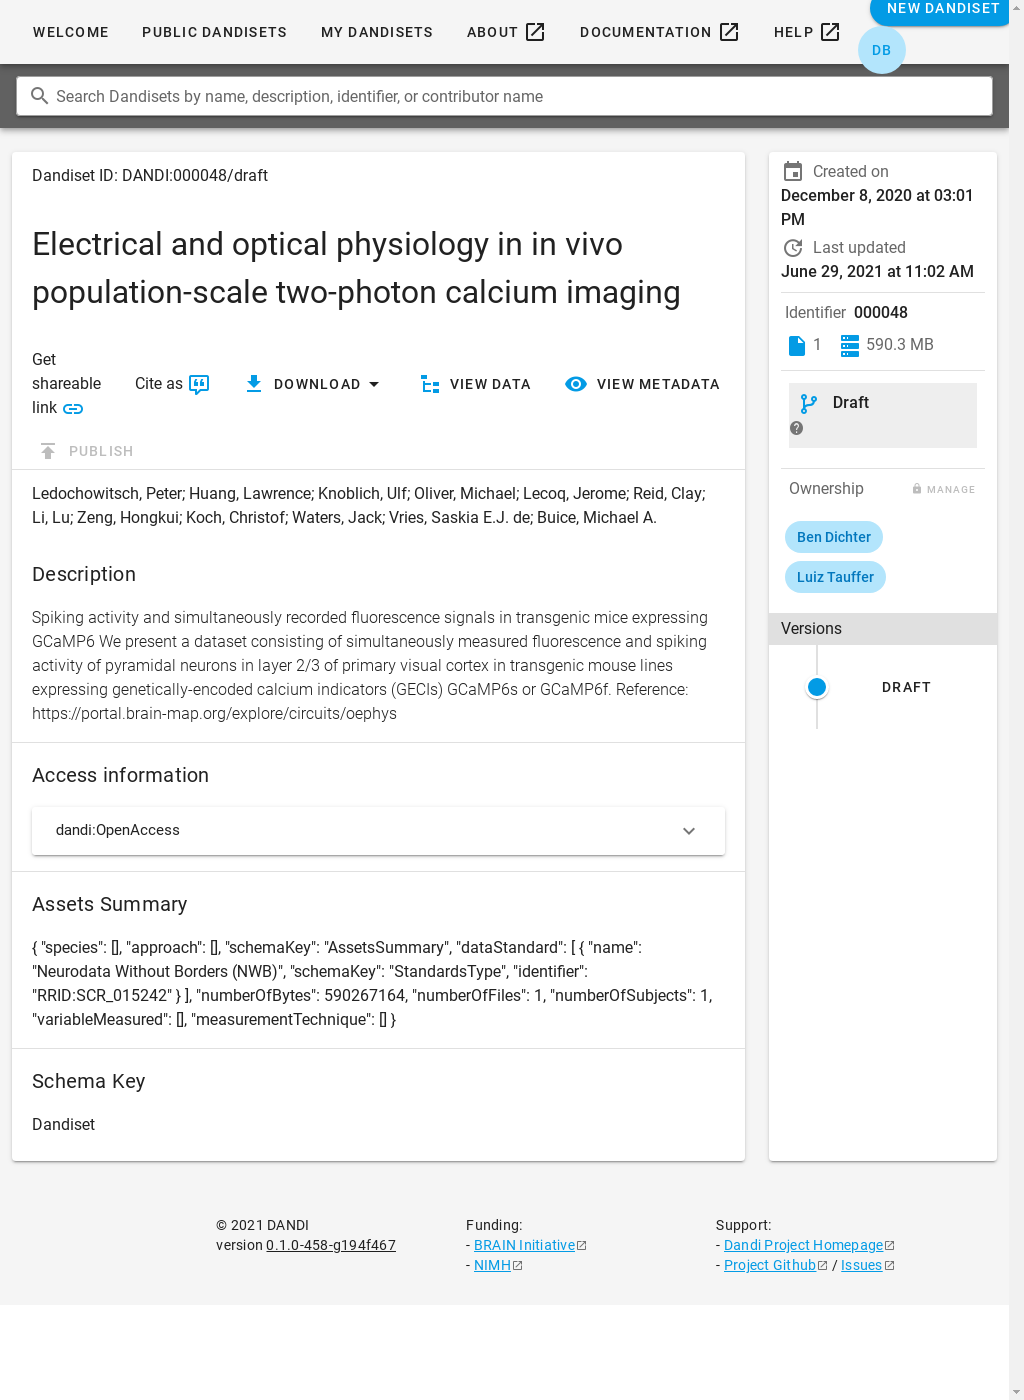 WELCOME
PUBLIC DANDISETS
MY DANDISETS
ABOUT
DOCUMENTATION
HELP
NEW DANDISET
DB
Search Dandisets by name, description, identifier, or contributor name
Dandiset ID: DANDI:000048/draft
Electrical and optical physiology in in vivo
population-scale two-photon calcium imaging
Get
shareable
link
Cite as
DOWNLOAD
VIEW DATA
VIEW METADATA
PUBLISH
Ledochowitsch, Peter; Huang, Lawrence; Knoblich, Ulf; Oliver, Michael; Lecoq, Jerome; Reid, Clay;
Li, Lu; Zeng, Hongkui; Koch, Christof; Waters, Jack; Vries, Saskia E.J. de; Buice, Michael A.
Description
Spiking activity and simultaneously recorded fluorescence signals in transgenic mice expressing
GCaMP6 We present a dataset consisting of simultaneously measured fluorescence and spiking
activity of pyramidal neurons in layer 2/3 of primary visual cortex in transgenic mouse lines
expressing genetically-encoded calcium indicators (GECIs) GCaMP6s or GCaMP6f. Reference:
https://portal.brain-map.org/explore/circuits/oephys
Access information
dandi:OpenAccess
Assets Summary
{ "species": [], "approach": [], "schemaKey": "AssetsSummary", "dataStandard": [ { "name":
"Neurodata Without Borders (NWB)", "schemaKey": "StandardsType", "identifier":
"RRID:SCR_015242" } ], "numberOfBytes": 590267164, "numberOfFiles": 1, "numberOfSubjects": 1,
"variableMeasured": [], "measurementTechnique": [] }
Schema Key
Dandiset
Created on
December 8, 2020 at 03:01
PM
Last updated
June 29, 2021 at 11:02 AM
Identifier 000048
1 590.3 MB
Draft
?
Ownership
MANAGE
Ben Dichter
Luiz Tauffer
Versions
DRAFT
© 2021 DANDI
version 0.1.0-458-g194f467
Funding:
- BRAIN Initiative
- NIMH
Support:
- Dandi Project Homepage
- Project Github / Issues